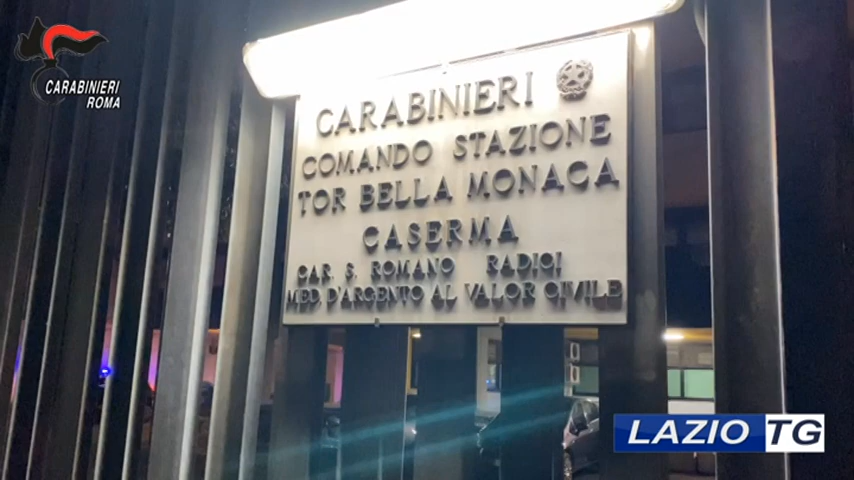 CARABINIERI
ROMA
CARABINIERI
COMANDO STAZIONE
TOR BELLA MONACA
CASERMA
CAR. S. ROMANO RADICI
MED. D'ARGENTO AL VALOR CIVILE
LAZIO TG